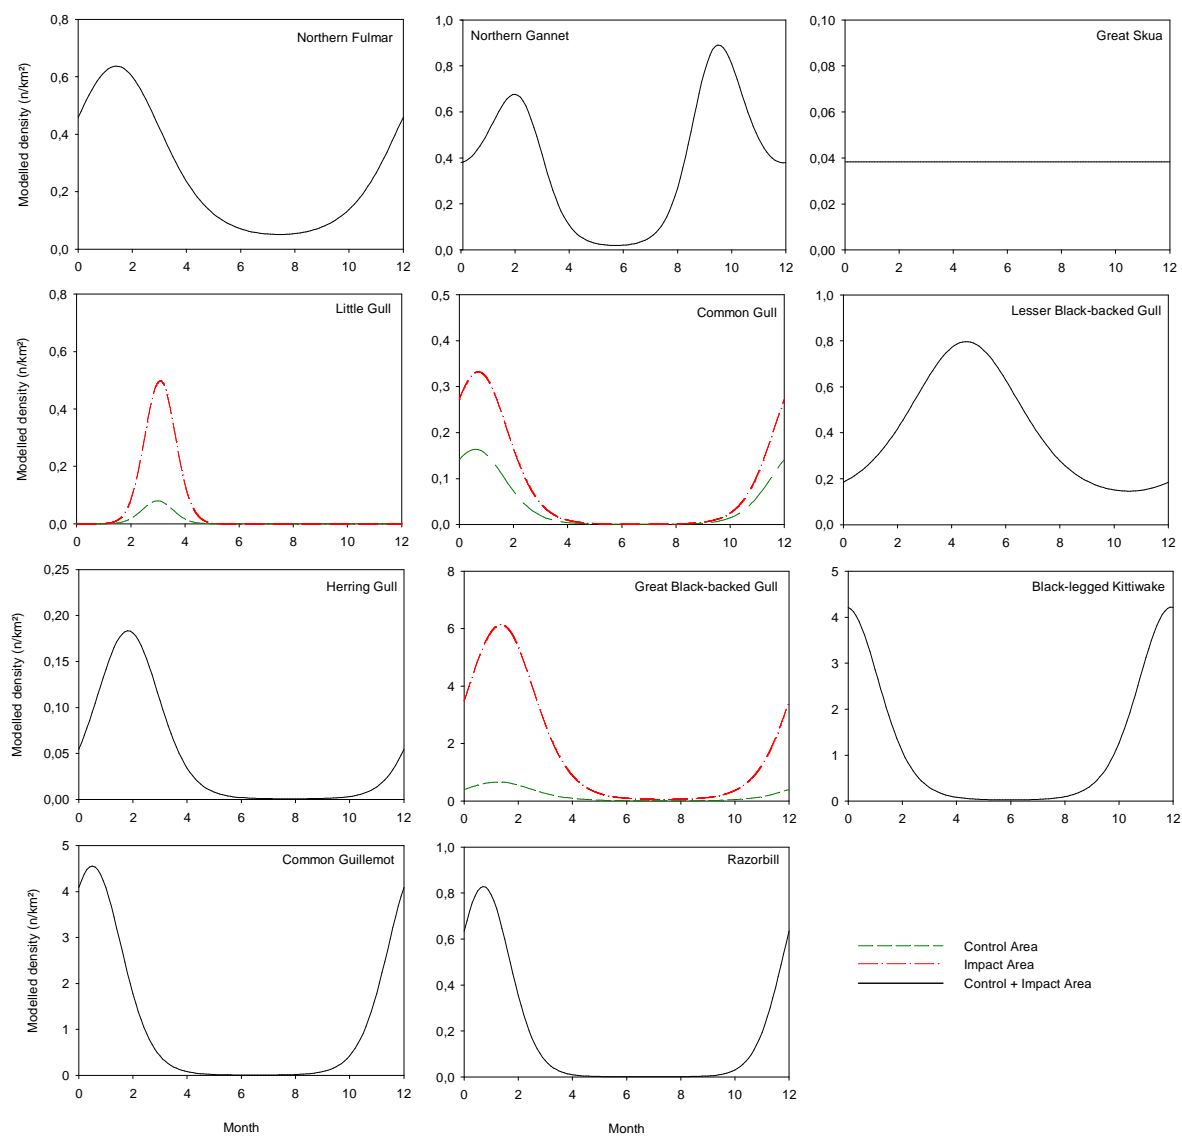 Northern Fulmar
Modelled density (n/km²)
0,8
0,6
0,4
0,2
0,0
0 2 4 6 8 10 12
Northern Gannet
1,0
0,8
0,6
0,4
0,2
0,0
0 2 4 6 8 10 12
Great Skua
0,10
0,08
0,06
0,04
0,02
0,00
0 2 4 6 8 10 12
Little Gull
Modelled density (n/km²)
0,8
0,6
0,4
0,2
0,0
0 2 4 6 8 10 12
Common Gull
0,5
0,4
0,3
0,2
0,1
0,0
0 2 4 6 8 10 12
Lesser Black-backed Gull
1,0
0,8
0,6
0,4
0,2
0,0
0 2 4 6 8 10 12
Herring Gull
Modelled density (n/km²)
0,25
0,20
0,15
0,10
0,05
0,00
0 2 4 6 8 10 12
Great Black-backed Gull
8
6
4
2
0
0 2 4 6 8 10 12
Black-legged Kittiwake
5
4
3
2
1
0
0 2 4 6 8 10 12
Common Guillemot
Modelled density (n/km²)
5
4
3
2
1
0
0 2 4 6 8 10 12
Month
Razorbill
1,0
0,8
0,6
0,4
0,2
0,0
0 2 4 6 8 10 12
Month
Control Area
Impact Area
Control + Impact Area